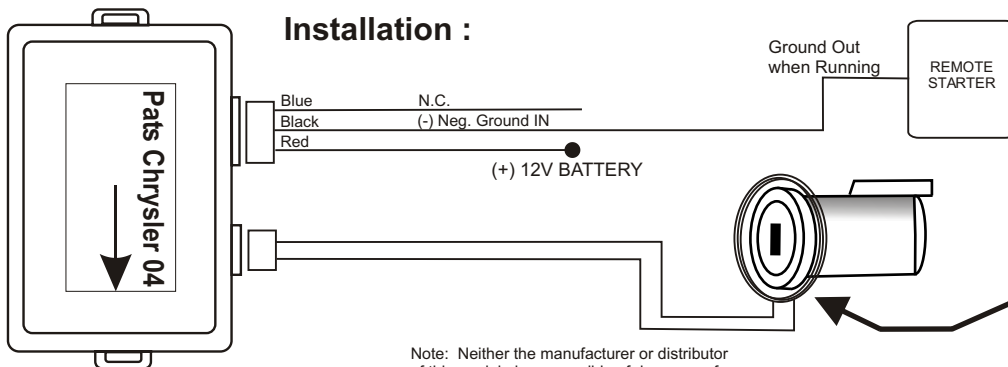 Installation :
Ground Out
when Running
REMOTE
STARTER
Pats Chrysler 04
Blue
N.C.
Black
(-) Neg. Ground IN
Red
(+) 12V BATTERY
Note: Neither the manufacturer or distributor